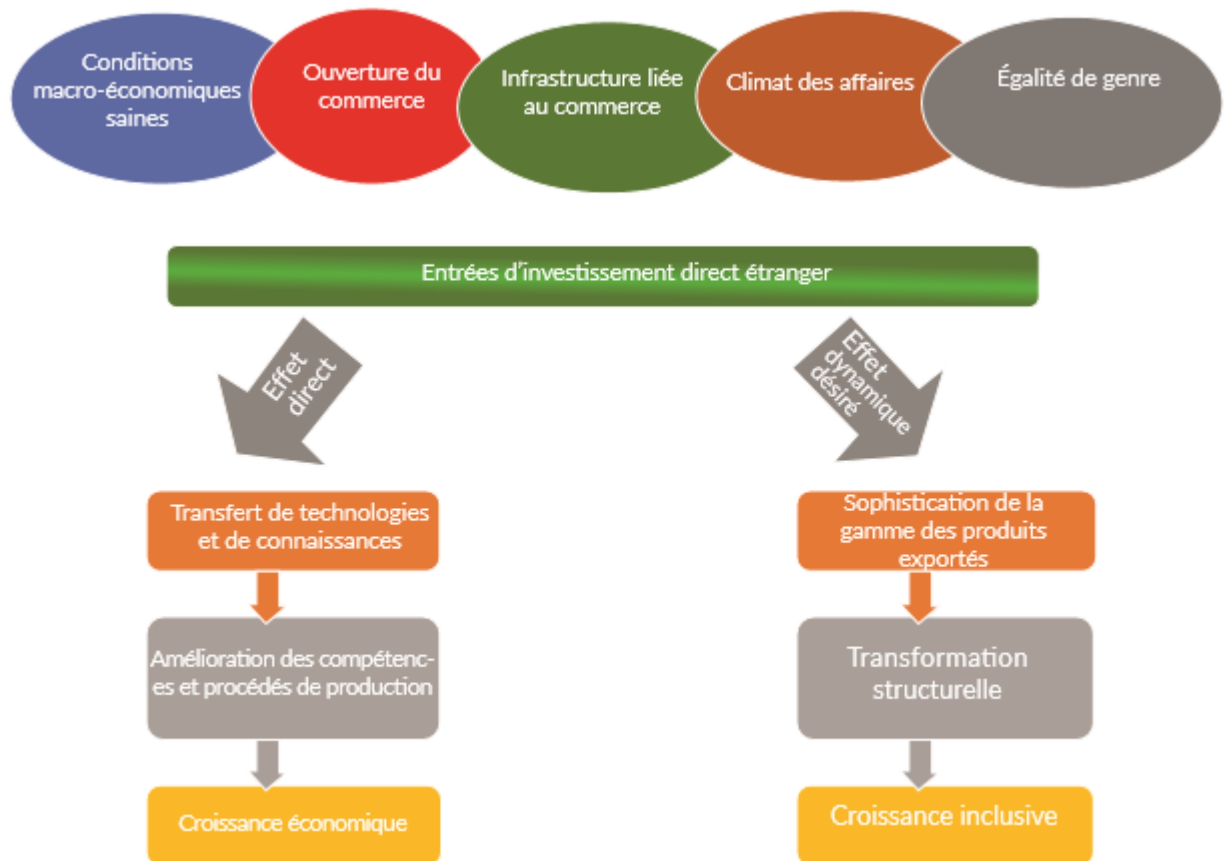 Conditions
macro-économiques
saines
Ouverture du
commerce
Infrastructure liée
au commerce
Climat des affaires
Égalité de genre
Entrées d'investissement direct étranger
Effet
direct
Effet
dynamique
désiré
Transfert de technologies
et de connaissances
Sophistication de la
gamme des produits
exportés
Amélioration des compétenc-
es et procédés de production
Transformation
structurelle
Croissance économique
Croissance inclusive